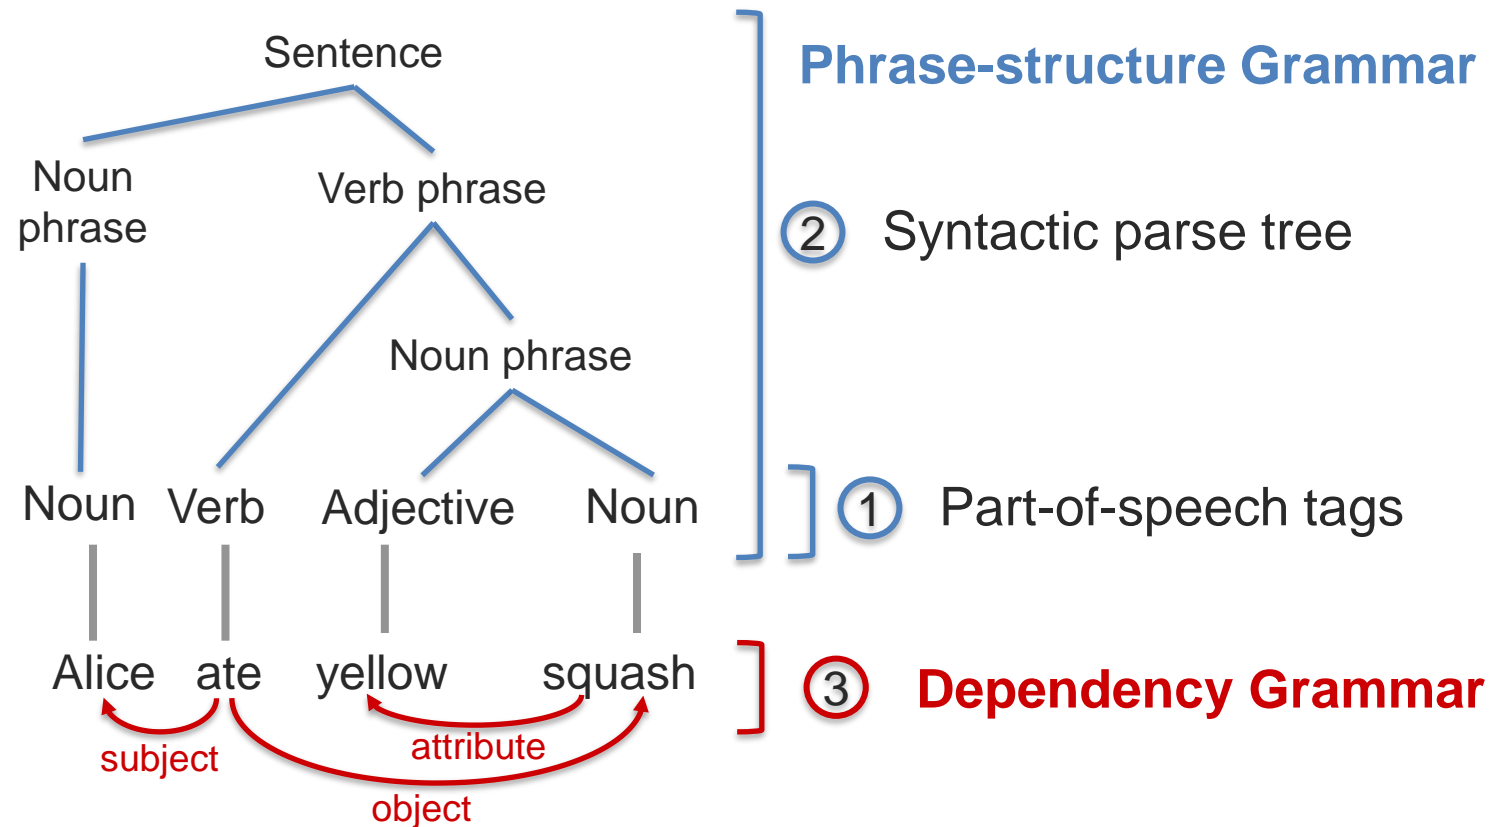 Sentence
Phrase-structure Grammar
Noun
phrase
Verb phrase
2 Syntactic parse tree
Noun phrase
Noun Verb Adjective Noun
1 Part-of-speech tags
Alice ate yellow squash
3 Dependency Grammar
subject
attribute
object